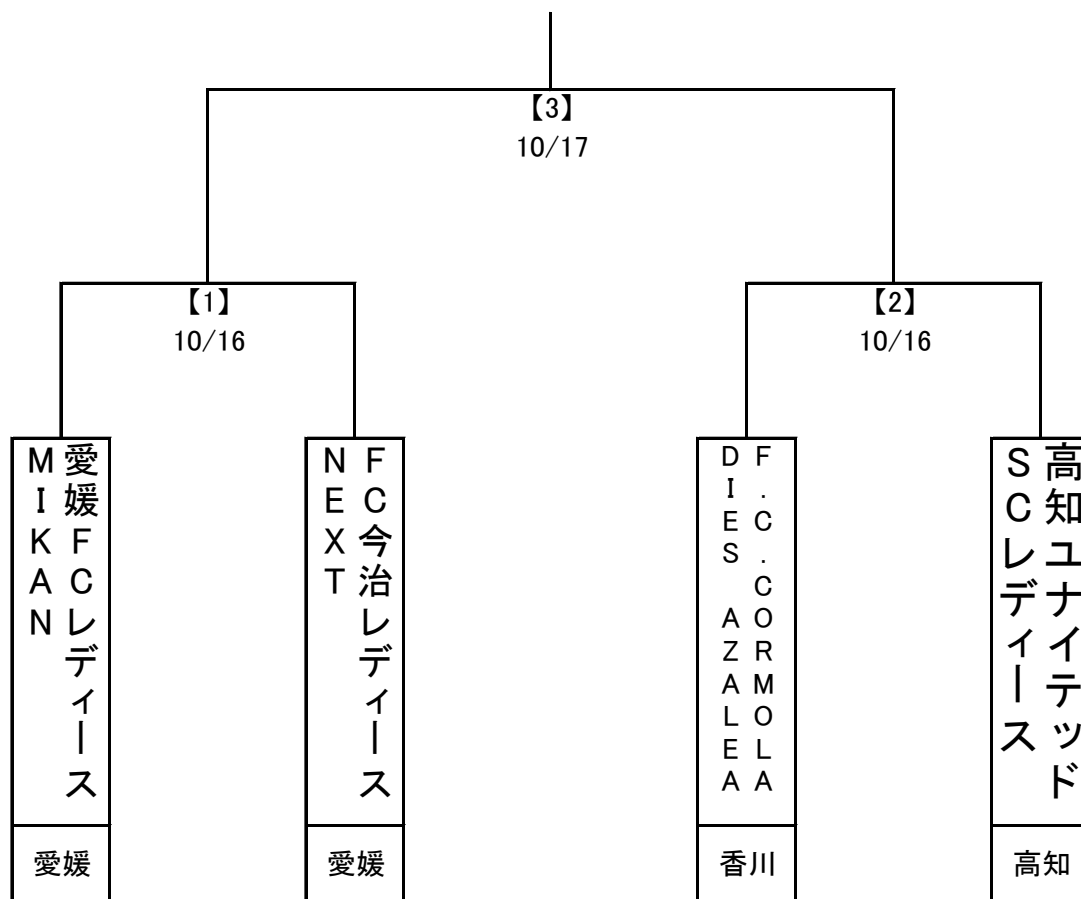 【3】
10/17
【1】
10/16
【2】
10/16
愛媛FCレディース
MIKAN
FC今治レディース
NEXT
F.C.CORMOLA
DIES AZALEA
高知ユナイテッド
SCレディース
愛媛
愛媛
香川
高知